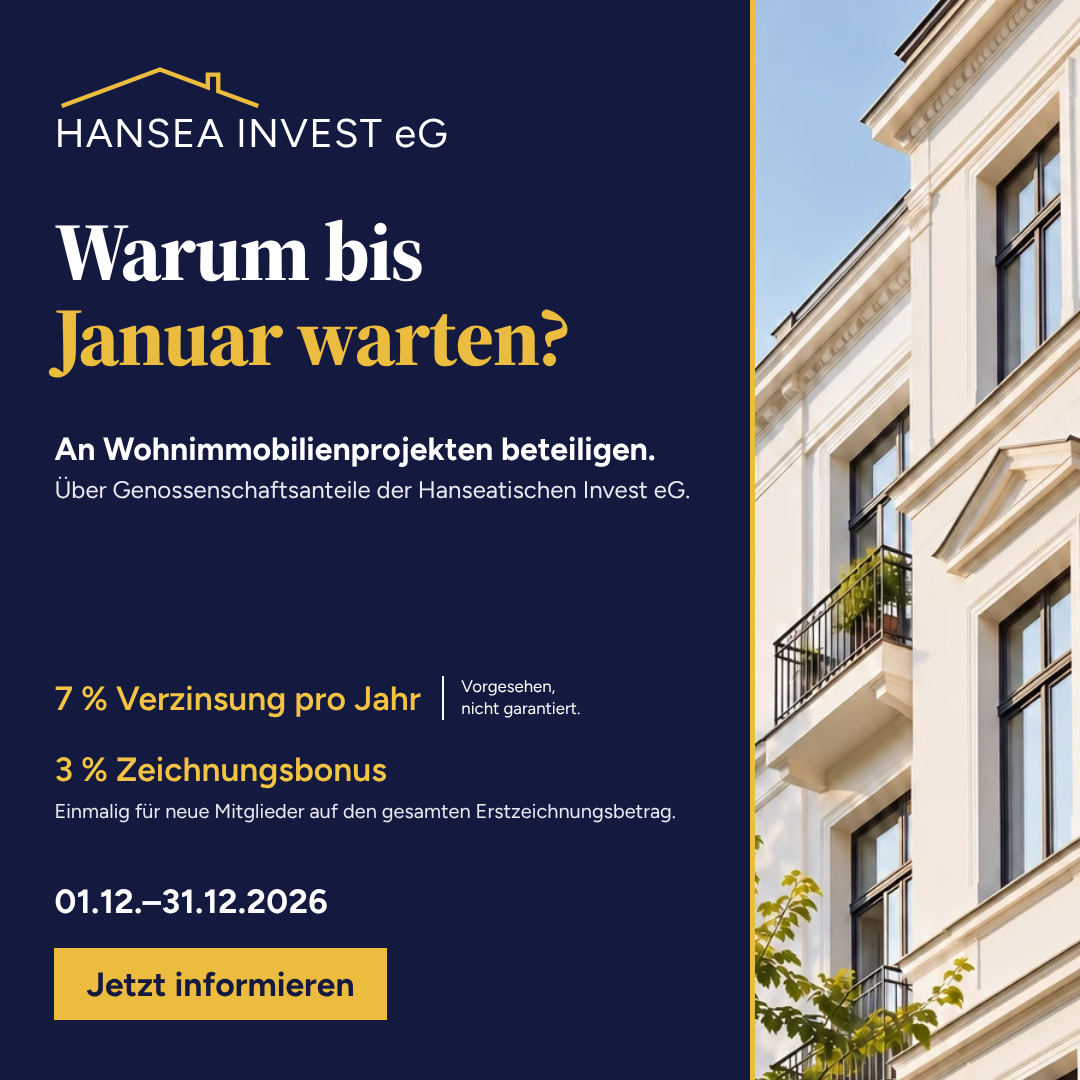 HANSEA INVEST eG
Warum bis
Januar warten?
An Wohnimmobilienprojekten beteiligen.
Über Genossenschaftsanteile der Hanseatischen Invest eG.
7 % Verzinsung pro Jahr
Vorgesehen,
nicht garantiert.
3 % Zeichnungsbonus
Einmalig für neue Mitglieder auf den gesamten Erstzeichnungsbetrag.
01.12.–31.12.2026
Jetzt informieren